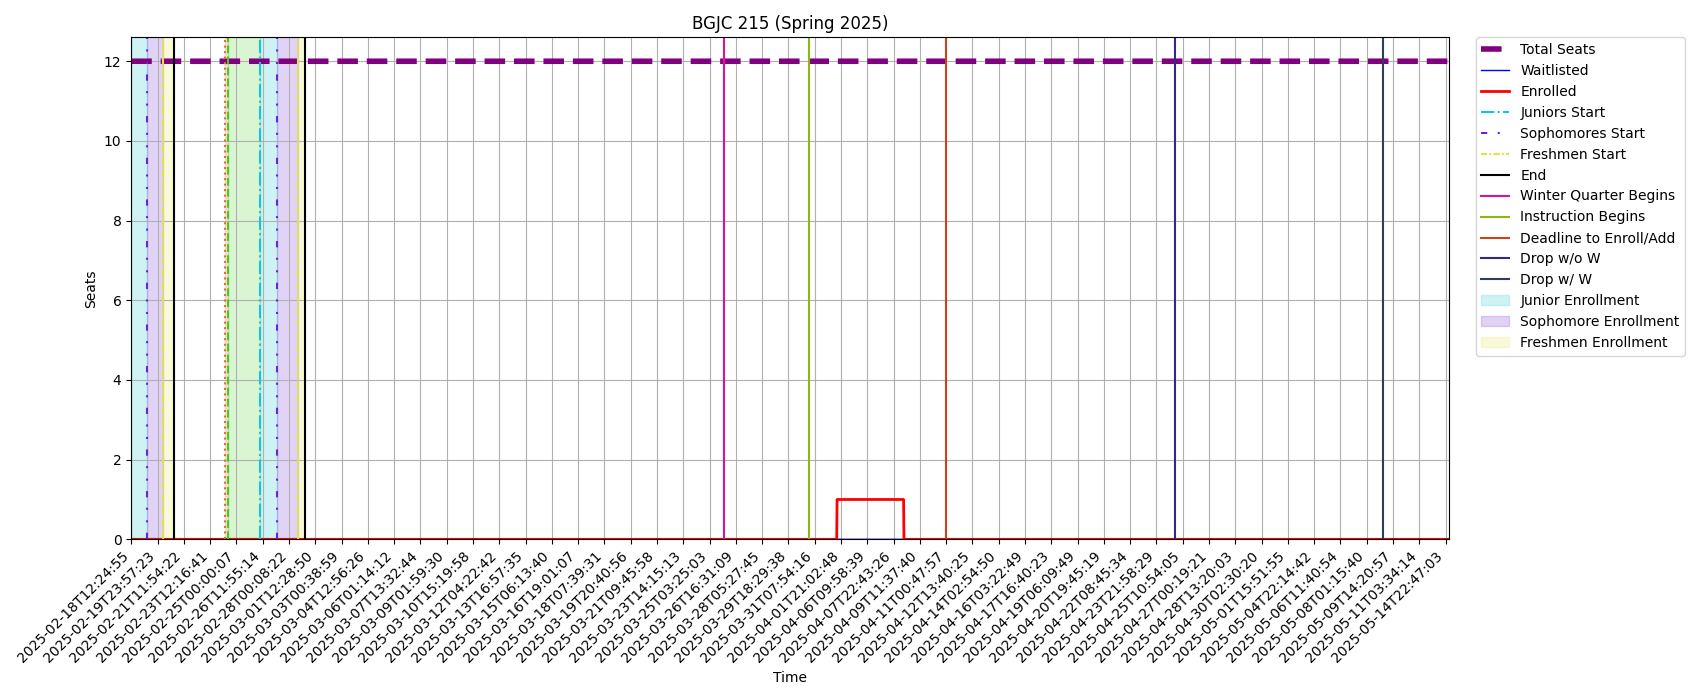 BGJC 215 (Spring 2025)
12
10
8
6
4
2
0
Seats
2025-02-18T12:24:55
2025-02-19T23:57:23
2025-02-21T11:54:22
2025-02-23T12:16:41
2025-02-25T00:00:07
2025-02-26T11:55:14
2025-02-28T00:08:22
2025-03-01T12:28:50
2025-03-03T00:38:59
2025-03-04T12:56:26
2025-03-06T01:14:12
2025-03-07T13:32:44
2025-03-09T01:59:30
2025-03-10T15:19:58
2025-03-12T04:22:42
2025-03-13T16:57:35
2025-03-15T06:13:40
2025-03-16T19:01:07
2025-03-18T07:39:31
2025-03-19T20:40:56
2025-03-21T09:45:58
2025-03-23T14:15:13
2025-03-25T03:25:03
2025-03-26T16:31:09
2025-03-28T05:27:45
2025-03-29T18:29:38
2025-03-31T07:54:16
2025-04-01T21:02:48
2025-04-06T09:58:39
2025-04-07T22:43:26
2025-04-09T11:37:40
2025-04-11T00:47:57
2025-04-12T13:40:25
2025-04-14T02:54:50
2025-04-16T03:22:49
2025-04-17T16:40:23
2025-04-19T06:09:49
2025-04-20T19:45:19
2025-04-22T08:45:34
2025-04-23T21:58:29
2025-04-25T10:54:05
2025-04-27T00:19:21
2025-04-28T13:20:03
2025-04-30T02:30:20
2025-05-01T15:51:55
2025-05-04T22:14:42
2025-05-06T11:40:54
2025-05-08T01:15:40
2025-05-09T14:20:57
2025-05-11T03:34:14
2025-05-14T22:47:03
Time
Total Seats
Waitlisted
Enrolled
Juniors Start
Sophomores Start
Freshmen Start
End
Winter Quarter Begins
Instruction Begins
Deadline to Enroll/Add
Drop w/o W
Drop w/ W
Junior Enrollment
Sophomore Enrollment
Freshmen Enrollment